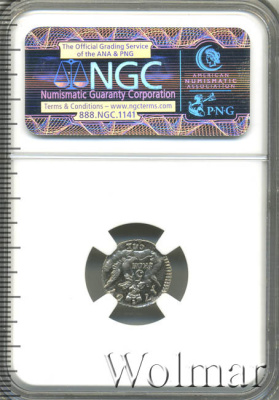 The Official Grading Service
of the ANA & PNG
NGC
Numismatic Guaranty Corporation
Terms & Conditions – www.ngcterms.com
888.NGC.1141
AMERICAN
NUMISMATIC
ASSOCIATION
PNG
Wolmar